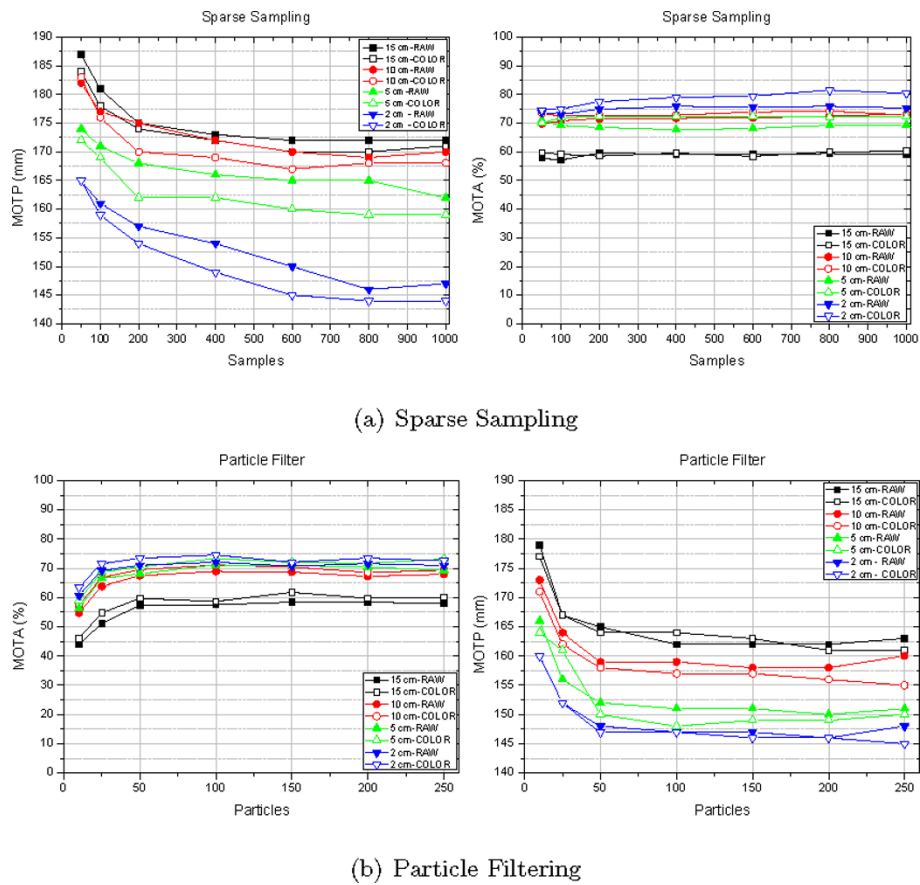 Sparse Sampling
MOTP (mm)
190
185
180
175
170
165
160
155
150
145
140
0 100 200 300 400 500 600 700 800 900 1000
Samples
15 cm-RAW
15 cm-COLOR
10 cm-RAW
10 cm-COLOR
5 cm-RAW
5 cm-COLOR
2 cm - RAW
2 cm - COLOR
Sparse Sampling
MOTA (%)
100
90
80
70
60
50
40
30
20
10
0
0 100 200 300 400 500 600 700 800 900 1000
Samples
15 cm-RAW
15 cm-COLOR
10 cm-RAW
10 cm-COLOR
5 cm-RAW
5 cm-COLOR
2 cm-RAW
2 cm-COLOR
(a) Sparse Sampling
Particle Filter
MOTA (%)
100
90
80
70
60
50
40
30
20
10
0
0 50 100 150 200 250
Particles
15 cm-RAW
15 cm-COLOR
10 cm-RAW
10 cm-COLOR
5 cm-RAW
5 cm-COLOR
2 cm-RAW
2 cm-COLOR
Particle Filter
MOTP (mm)
190
185
180
175
170
165
160
155
150
145
140
0 50 100 150 200 250
Particles
15 cm-RAW
15 cm-COLOR
10 cm-RAW
10 cm-COLOR
5 cm-RAW
5 cm-COLOR
2 cm - RAW
2 cm - COLOR
(b) Particle Filtering